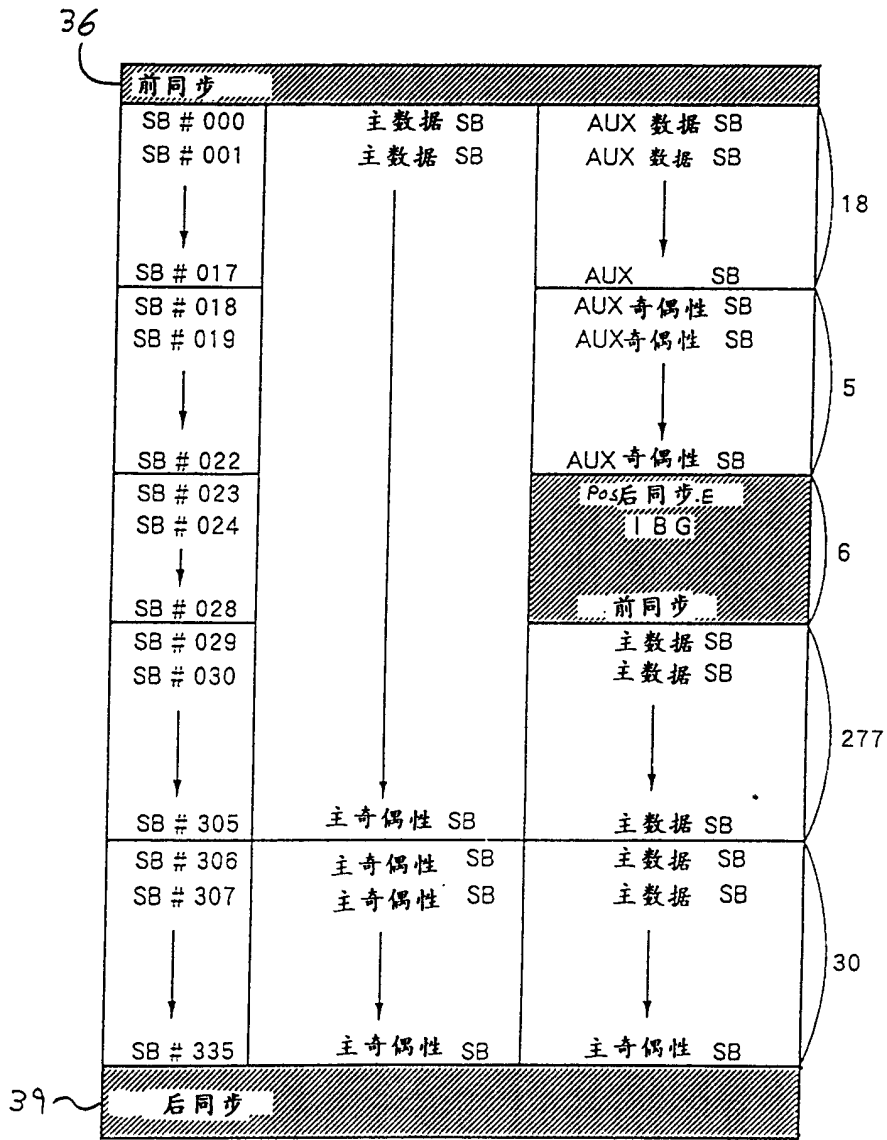 36
前同步
SB # 000 主数据 SB AUX 数据 SB
SB # 001 主数据 SB AUX 数据 SB
18
SB # 017 AUX SB
SB # 018 AUX 奇偶性 SB
SB # 019 AUX奇偶性 SB
5
SB # 022 AUX 奇偶性 SB
SB # 023 Pos后同步.E
SB # 024 I B G
6
SB # 028 前同步
SB # 029 主数据 SB
SB # 030 主数据 SB
277
SB # 305 主奇偶性 SB 主数据 SB
SB # 306 主奇偶性 SB 主数据 SB
SB # 307 主奇偶性 SB 主数据 SB
30
SB # 335 主奇偶性 SB 主奇偶性 SB
39 后同步